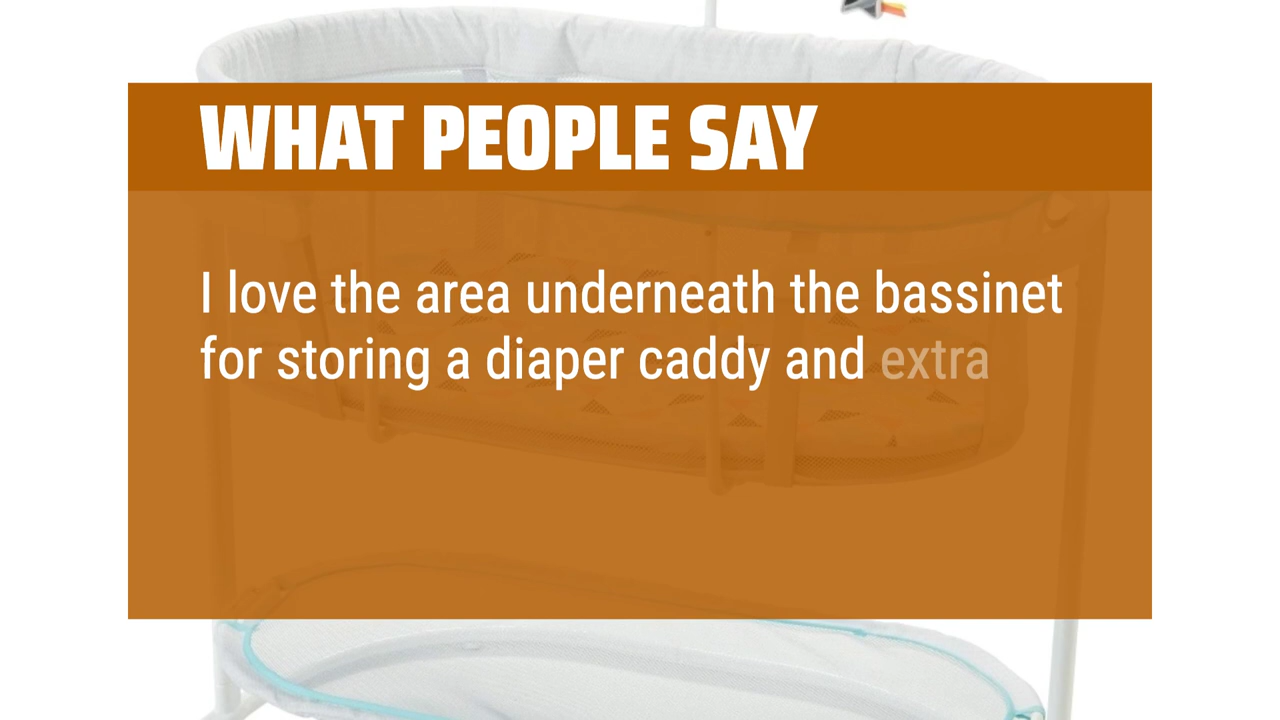 WHAT PEOPLE SAY
I love the area underneath the bassinet
for storing a diaper caddy and extra